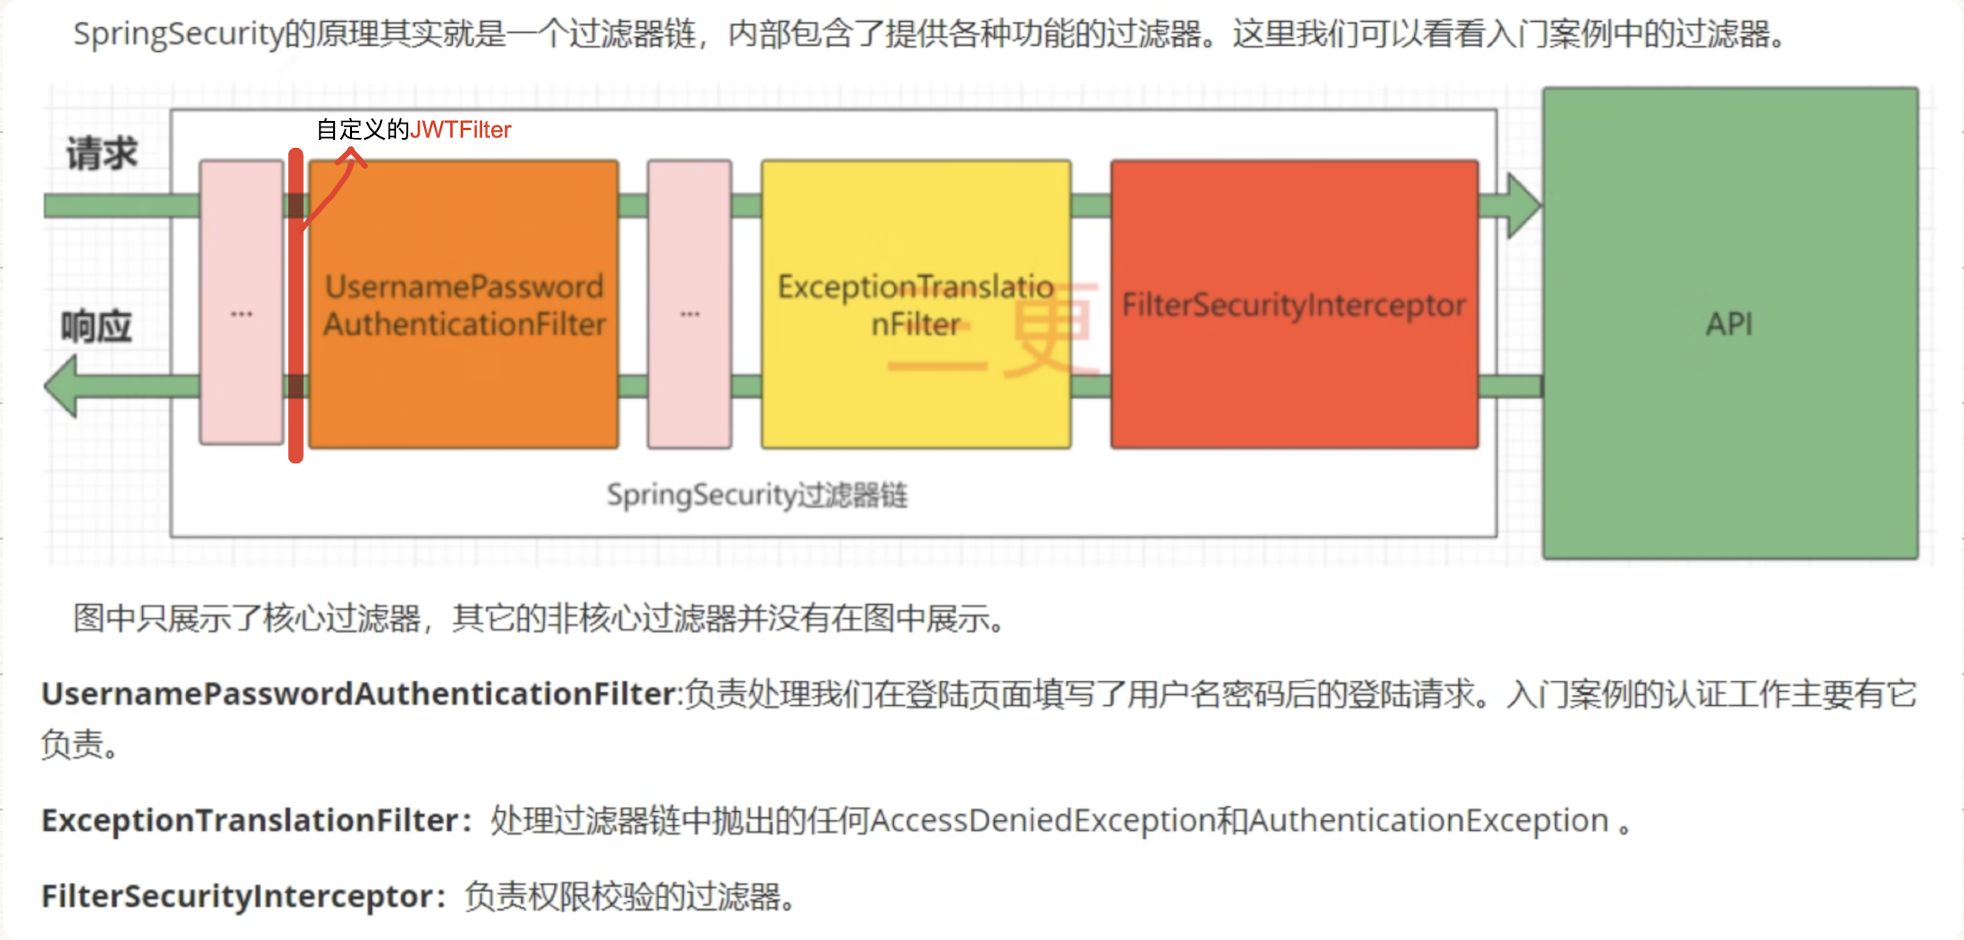 SpringSecurity的原理其实就是一个过滤器链，内部包含了提供各种功能的过滤器。这里我们可以看看入门案例中的过滤器。
自定义的JWTFilter
请求
响应
...
UsernamePassword
AuthenticationFilter
...
ExceptionTranslatio
nFilter
三更
FilterSecurityInterceptor
API
SpringSecurity过滤器链
图中只展示了核心过滤器，其它的非核心过滤器并没有在图中展示。
UsernamePasswordAuthenticationFilter:负责处理我们在登陆页面填写了用户名密码后的登陆请求。入门案例的认证工作主要有它
负责。
ExceptionTranslationFilter：处理过滤器链中抛出的任何AccessDeniedException和AuthenticationException 。
FilterSecurityInterceptor：负责权限校验的过滤器。